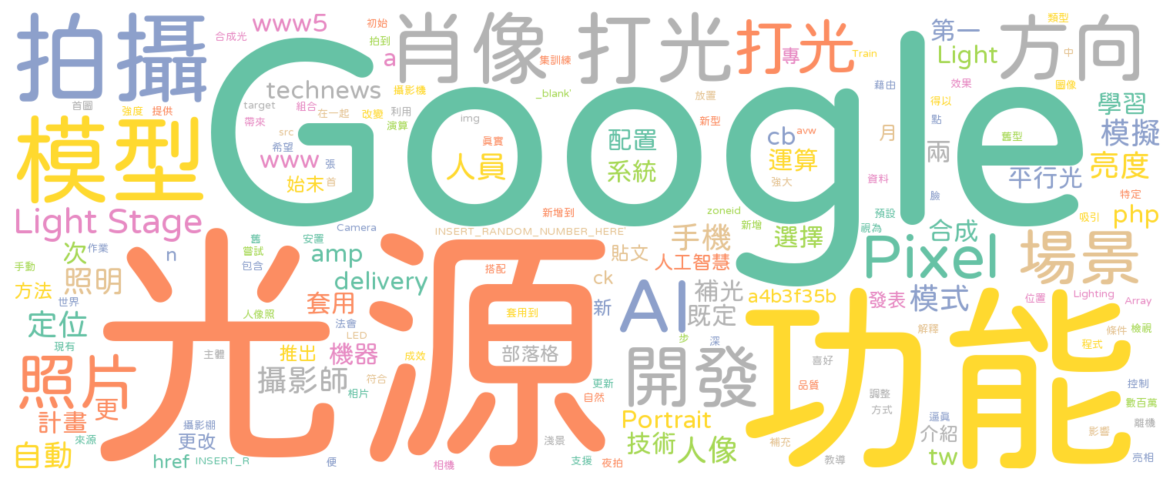 Google
光源
功能
拍攝
模型
肖像
打光
打光
方向
www5
合成光
初始
拍到
a
集訓練
專
Train
第一
Light
類型
中
圖像
效果
藉由
technews
攝影機
_blank'
放置
首圖
強度
提供
target
組合
在一起
改變
利用
演算
帶來
src
希望
img
www
張
真實
始末
首
人員
配置
系統
新型
cb
avw
運算
強大
月
兩
得以
點
舊型
學習
模擬
平行光
亮度
特定
資料
臉
預設
視為
吸引
php
Light Stage
新增到
zoneid
新增
選擇
合成
INSERT_RANDOM_NUMBER_HERE'
Camera
舊
安置
嘗試
包含
次
作業
n
手動
照明
方法
世界
amp
delivery
搭配
貼文
手機
人工智慧
ck
Pixel
場景
定位
現有
人像照
套用
法會
LED
套用到
新
AI
補光
既定
a4b3f35b
發表
模式
位置
Lighting
Array
主體
推出
機器
成效
部落格
步
深
解釋
條件
檢視
程式
照片
更
計畫
來源
攝影師
符合
相片
更新
自然
開發
喜好
品質
調整
方式
控制
數百萬
攝影棚
更改
自動
href
INSERT_R
便
淺景
相機
支援
夜拍
Portrait
技術
人像
補充
教導
逼真
介紹
tw
影響
離機
亮相